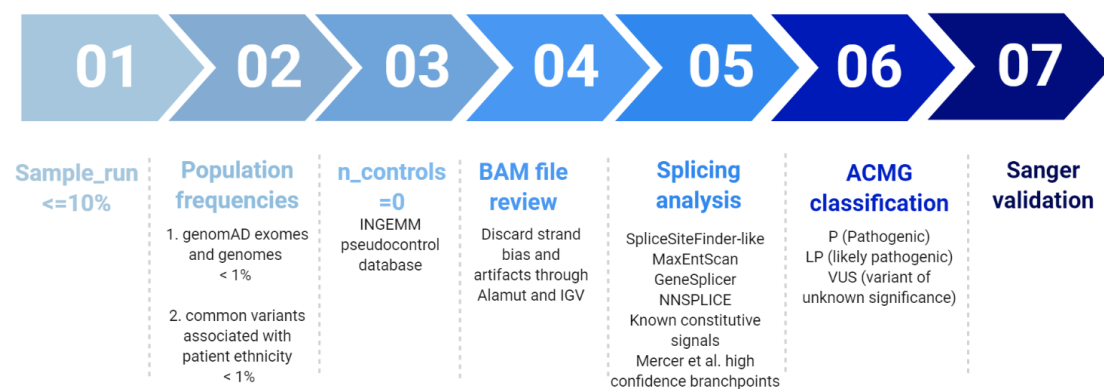 01
02
03
04
05
06
07
Sample_run
<=10%
Population
frequencies
1. genomAD exomes
and genomes
< 1%
2. common variants
associated with
patient ethnicity
< 1%
n_controls
=0
INGEMM
pseudocontrol
database
BAM file
review
Discard strand
bias and
artifacts through
Alamut and IGV
Splicing
analysis
SpliceSiteFinder-like
MaxEntScan
GeneSplicer
NNSPLICE
Known constitutive
signals
Mercer et al. high
confidence branchpoints
ACMG
classification
P (Pathogenic)
LP (likely pathogenic)
VUS (variant of
unknown significance)
Sanger
validation